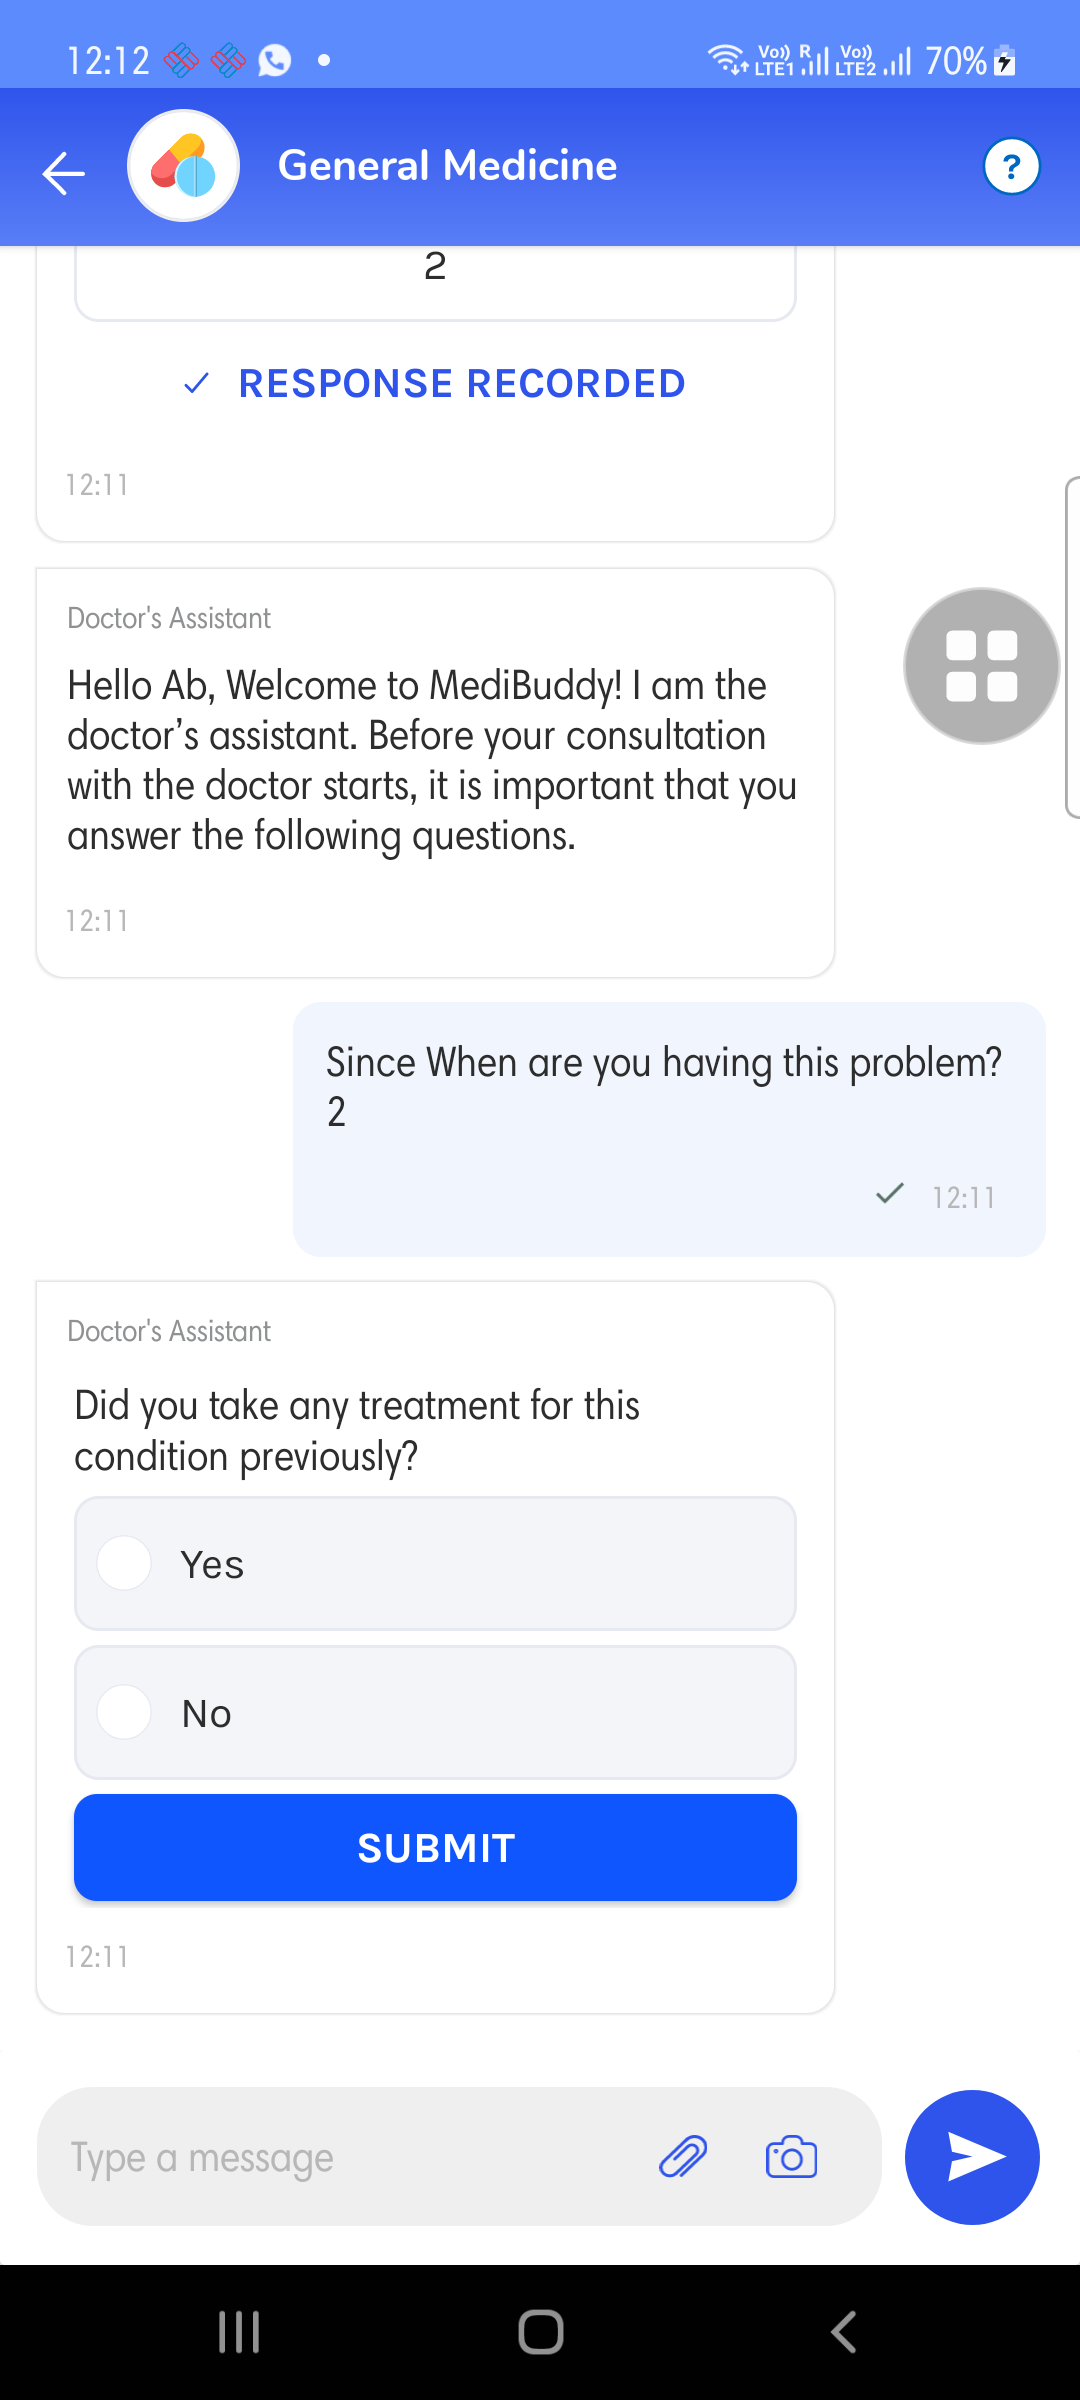 12:12
Vo)) R Vo))
LTE1 LTE2 70%
General Medicine
?
2
✓ RESPONSE RECORDED
12:11
Doctor's Assistant
Hello Ab, Welcome to MediBuddy! I am the
doctor’s assistant. Before your consultation
with the doctor starts, it is important that you
answer the following questions.
12:11
Since When are you having this problem?
2
12:11
Doctor's Assistant
Did you take any treatment for this
condition previously?
Yes
No
SUBMIT
12:11
Type a message